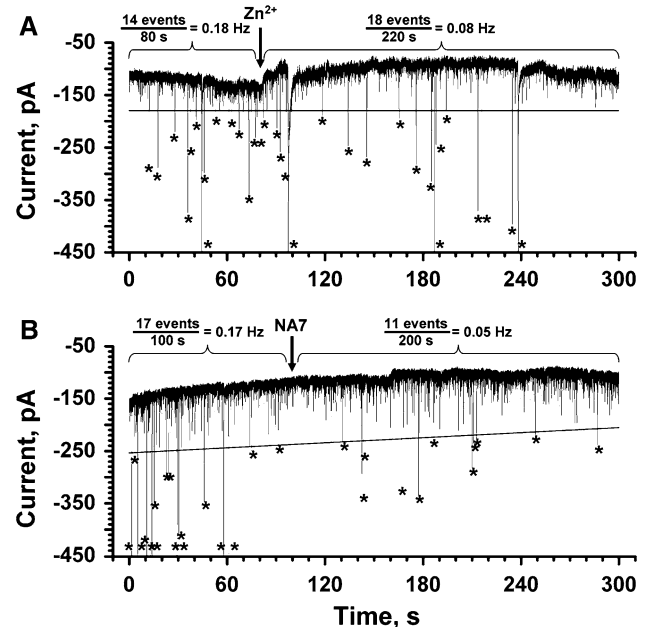 A
14 events
80 s
= 0.18 Hz
Zn²⁺
18 events
220 s
= 0.08 Hz
Current, pA
-50
-150
-250
-350
-450
* * * * * * * * * * * * * * * * * * * * * * * * * * * * * * * *
0 60 120 180 240 300
B
17 events
100 s
= 0.17 Hz
NA7
11 events
200 s
= 0.05 Hz
Current, pA
-50
-150
-250
-350
-450
* * * * * * * * * * * * * * * * * * * * * * * * * * * *
0 60 120 180 240 300
Time, s